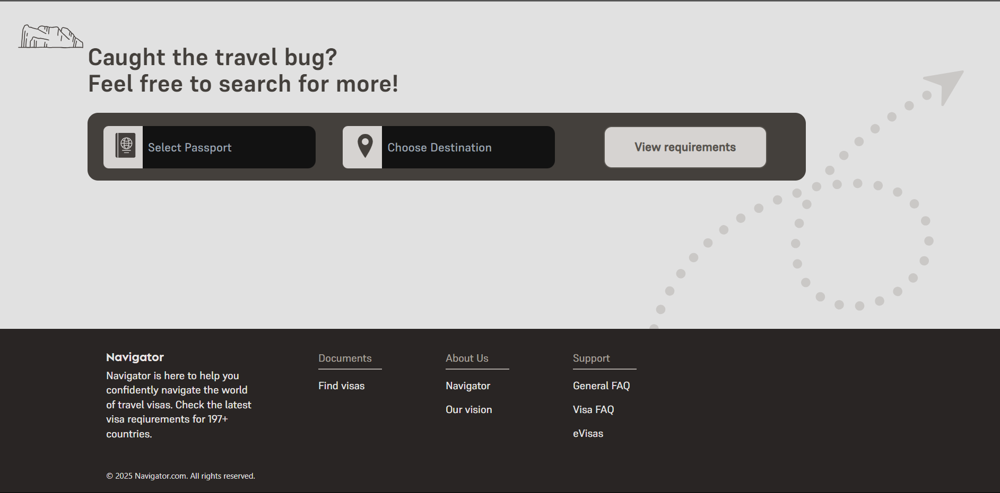 Caught the travel bug?
Feel free to search for more!
Select Passport
Choose Destination
View requirements
Navigator
Navigator is here to help you
confidently navigate the world
of travel visas. Check the latest
visa reqiurements for 197+
countries.
Documents
Find visas
About Us
Navigator
Our vision
Support
General FAQ
Visa FAQ
eVisas
© 2025 Navigator.com. All rights reserved.